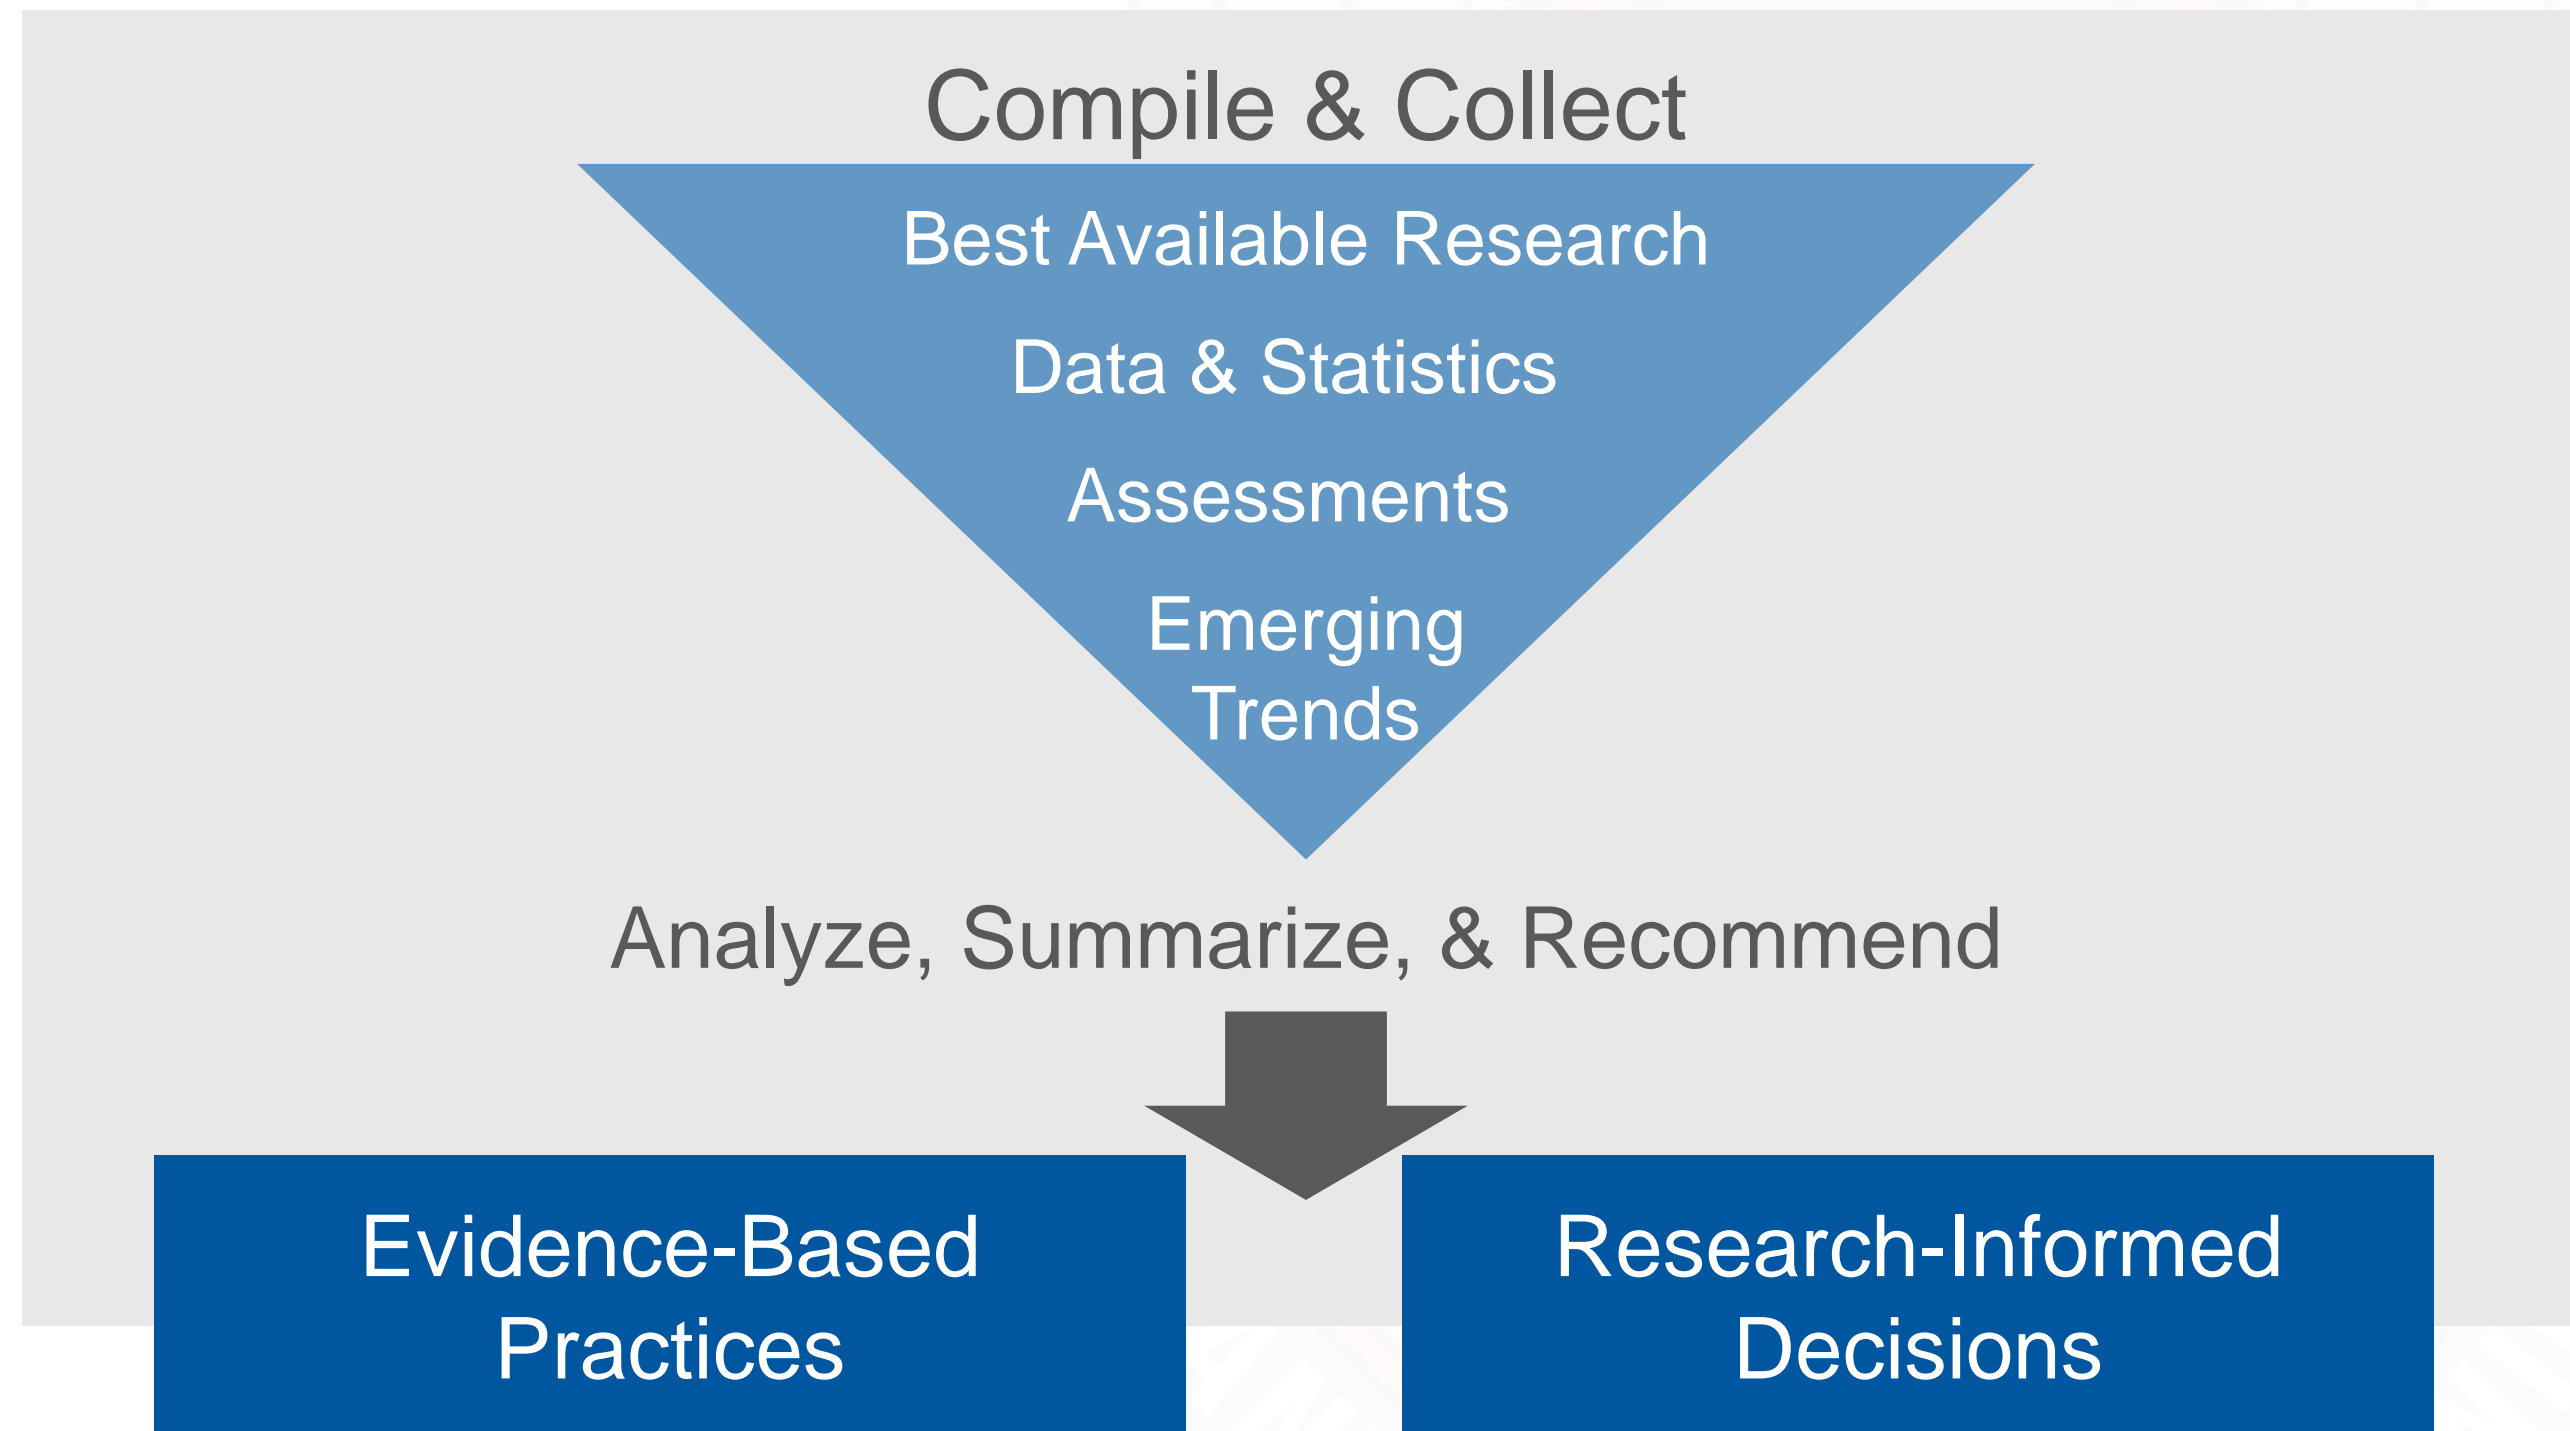 Compile & Collect
Best Available Research
Data & Statistics
Assessments
Emerging
Trends
Analyze, Summarize, & Recommend
Evidence-Based
Practices
Research-Informed
Decisions